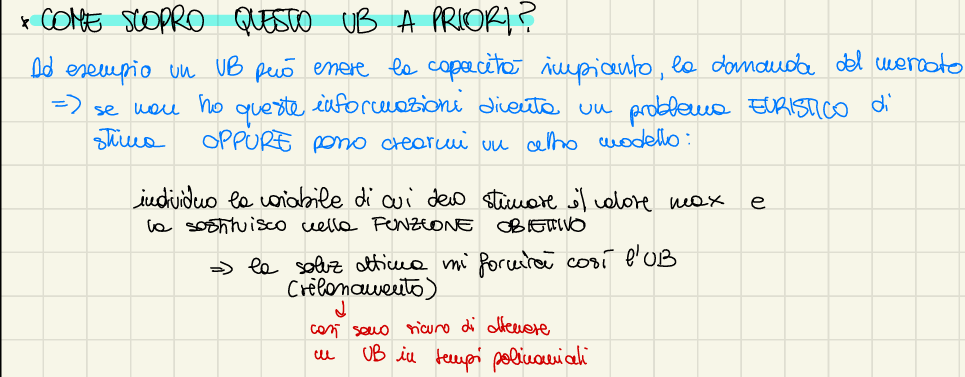 * COME SCOPRO QUESTO UB A PRIORI?
Ad esempio un UB può essere la capacità impianto, la domanda del mercato
=> se non ho queste informazioni diventa un problema EURISTICO di
stima OPPURE posso crearmi un altro modello:
individuo la variabile di cui devo stimare il valore max e
la sostituisco nella FUNZIONE OBIETTIVO
=> la soluz ottima mi fornirà così l'UB
(rilassamento)
↓
così sono sicuro di ottenere
un UB in tempi polinomiali